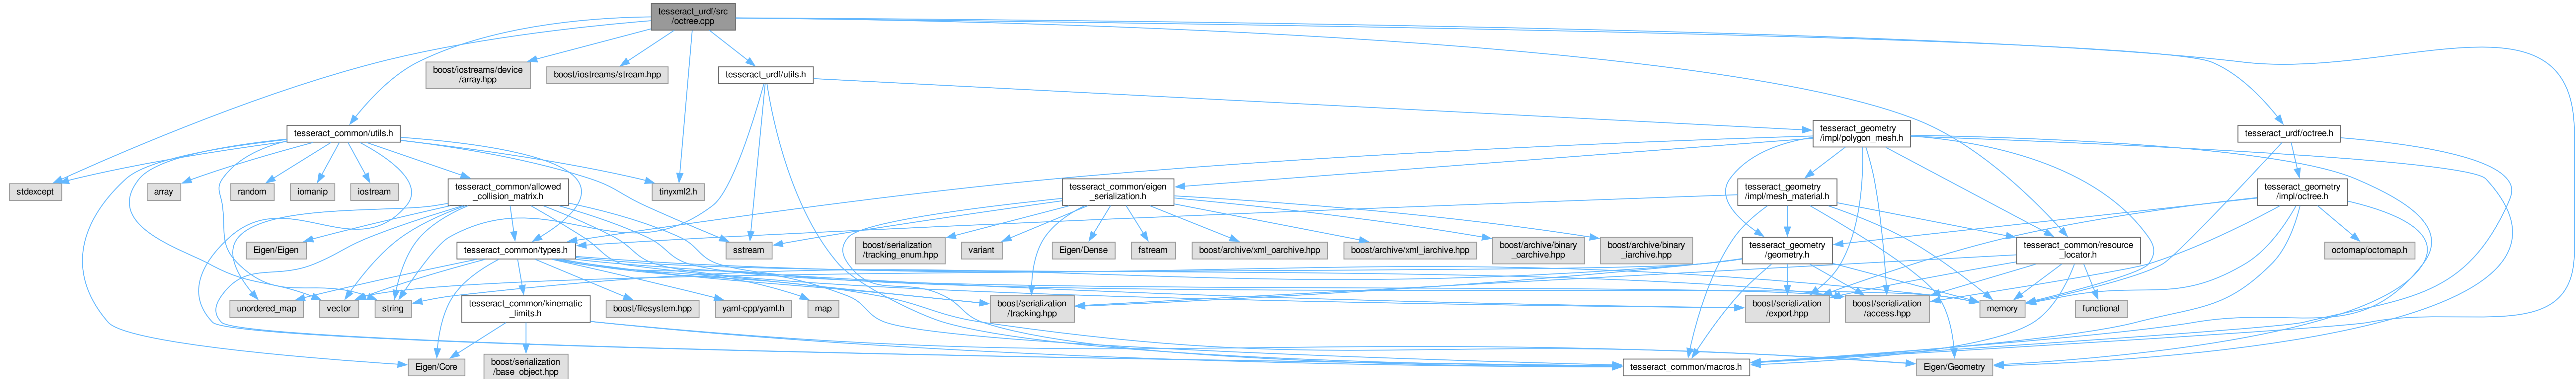 tesseract_urdf/src
/octree.cpp
boost/iostreams/device
/array.hpp
boost/iostreams/stream.hpp
tesseract_urdf/utils.h
tesseract_common/utils.h
tesseract_geometry
/impl/polygon_mesh.h
tesseract_urdf/octree.h
stdexcept
array
random
iomanip
iostream
tesseract_common/allowed
_collision_matrix.h
tinyxml2.h
tesseract_common/eigen
_serialization.h
tesseract_geometry
/impl/mesh_material.h
tesseract_geometry
/impl/octree.h
Eigen/Eigen
tesseract_common/types.h
sstream
boost/serialization
/tracking_enum.hpp
variant
Eigen/Dense
fstream
boost/archive/xml_oarchive.hpp
boost/archive/xml_iarchive.hpp
boost/archive/binary
_oarchive.hpp
boost/archive/binary
_iarchive.hpp
tesseract_geometry
/geometry.h
tesseract_common/resource
_locator.h
octomap/octomap.h
unordered_map
vector
string
tesseract_common/kinematic
_limits.h
boost/filesystem.hpp
yaml-cpp/yaml.h
map
boost/serialization
/tracking.hpp
boost/serialization
/export.hpp
boost/serialization
/access.hpp
memory
functional
Eigen/Core
boost/serialization
/base_object.hpp
tesseract_common/macros.h
Eigen/Geometry